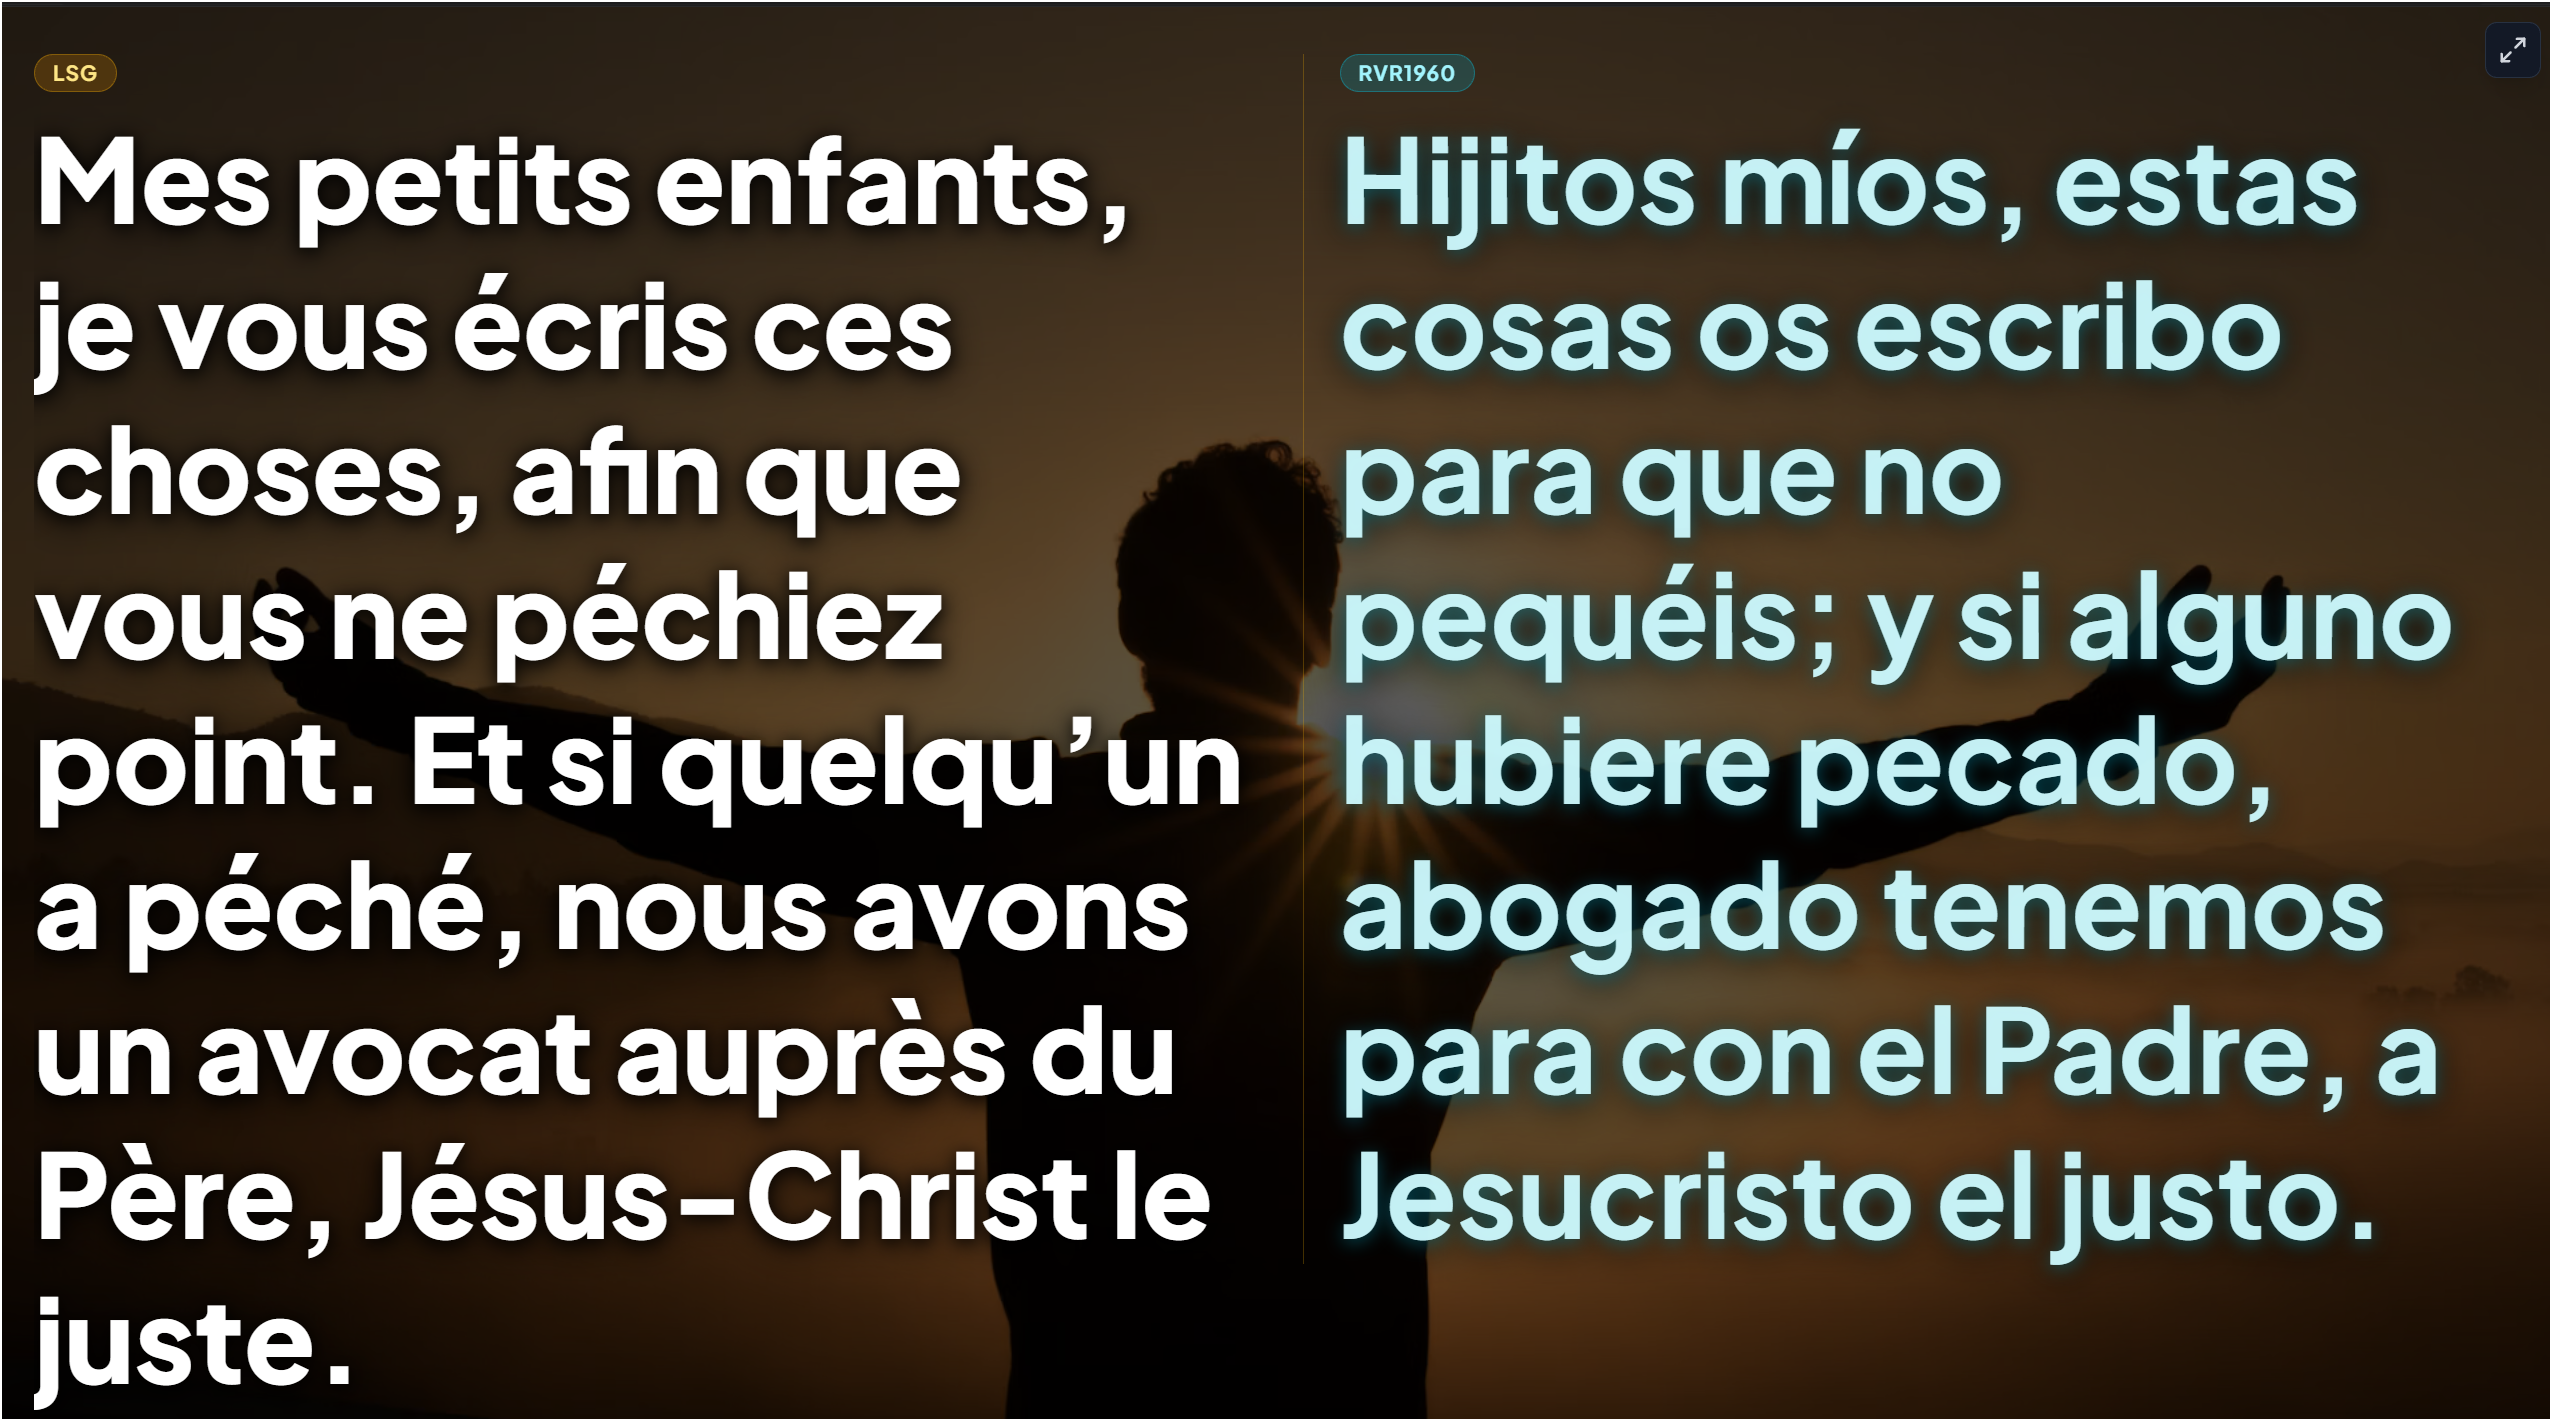 LSG
Mes petits enfants,
je vous écris ces
choses, afin que
vous ne péchiez
point. Et si quelqu’un
a péché, nous avons
un avocat auprès du
Père, Jésus-Christ le
juste.
RVR1960
Hijitos míos, estas
cosas os escribo
para que no
pequéis; y si alguno
hubiere pecado,
abogado tenemos
para con el Padre, a
Jesucristo el justo.